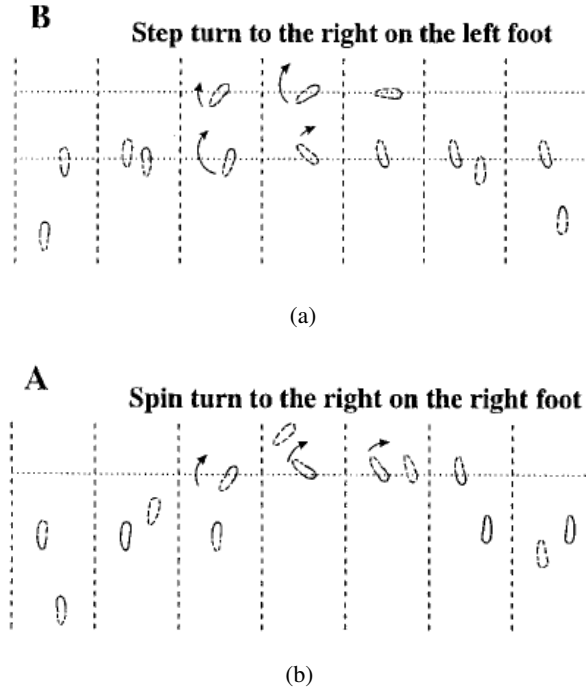 B
Step turn to the right on the left foot
(a)
A
Spin turn to the right on the right foot
(b)